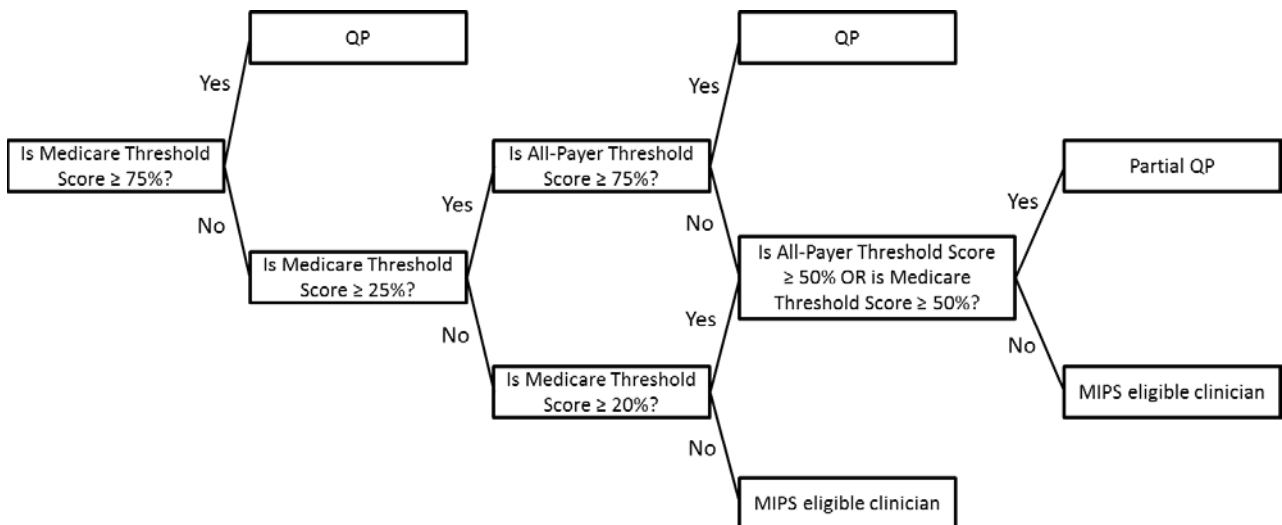 QP
QP
Yes
Yes
Is Medicare Threshold
Score ≥ 75%?
Is All-Payer Threshold
Score ≥ 75%?
Partial QP
Yes
Yes
No
No
Is Medicare Threshold
Score ≥ 25%?
Is All-Payer Threshold Score
≥ 50% OR is Medicare
Threshold Score ≥ 50%?
No
Yes
No
Is Medicare Threshold
Score ≥ 20%?
MIPS eligible clinician
No
MIPS eligible clinician